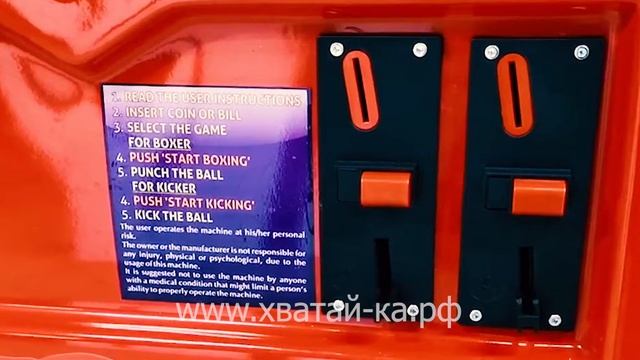 1. READ THE USER INSTRUCTIONS
2. INSERT COIN OR BILL
3. SELECT THE GAME
FOR BOXER
4. PUSH 'START BOXING'
5. PUNCH THE BALL
FOR KICKER
4. PUSH 'START KICKING'
5. KICK THE BALL
The user operates the machine at his/her personal
risk.
The owner or the manufacturer is not responsible for
any injury, physical or psychological, due to the
usage of this machine.
It is suggested not to use the machine by anyone
with a medical condition that might limit a person's
ability to properly operate the machine.
www.хватай-ка.рф